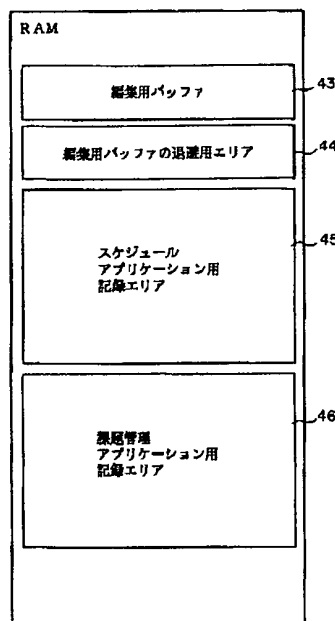 RAM
編集用バッファ
43
編集用バッファの退避用エリア
44
スケジュール
アプリケーション用
記録エリア
45
課題管理
アプリケーション用
記録エリア
46